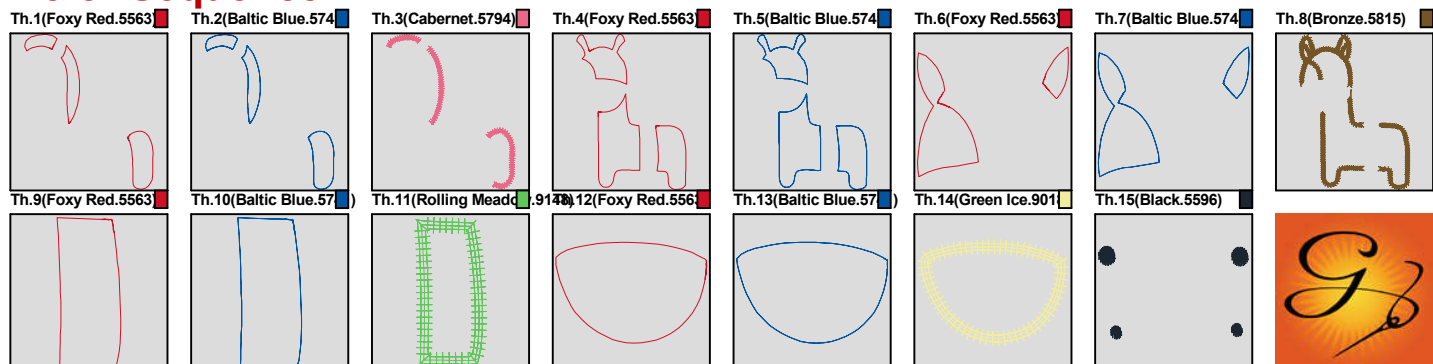 Th.1(Foxy Red.5563)
Th.2(Baltic Blue.574
Th.3(Cabernet.5794)
Th.4(Foxy Red.5563)
Th.5(Baltic Blue.574
Th.6(Foxy Red.5563)
Th.7(Baltic Blue.574
Th.8(Bronze.5815)
Th.9(Foxy Red.5563)
Th.10(Baltic Blue.57 )
Th.11(Rolling Meado .9148)
Th.12(Foxy Red.556
Th.13(Baltic Blue.57 )
Th.14(Green Ice.901
Th.15(Black.5596)